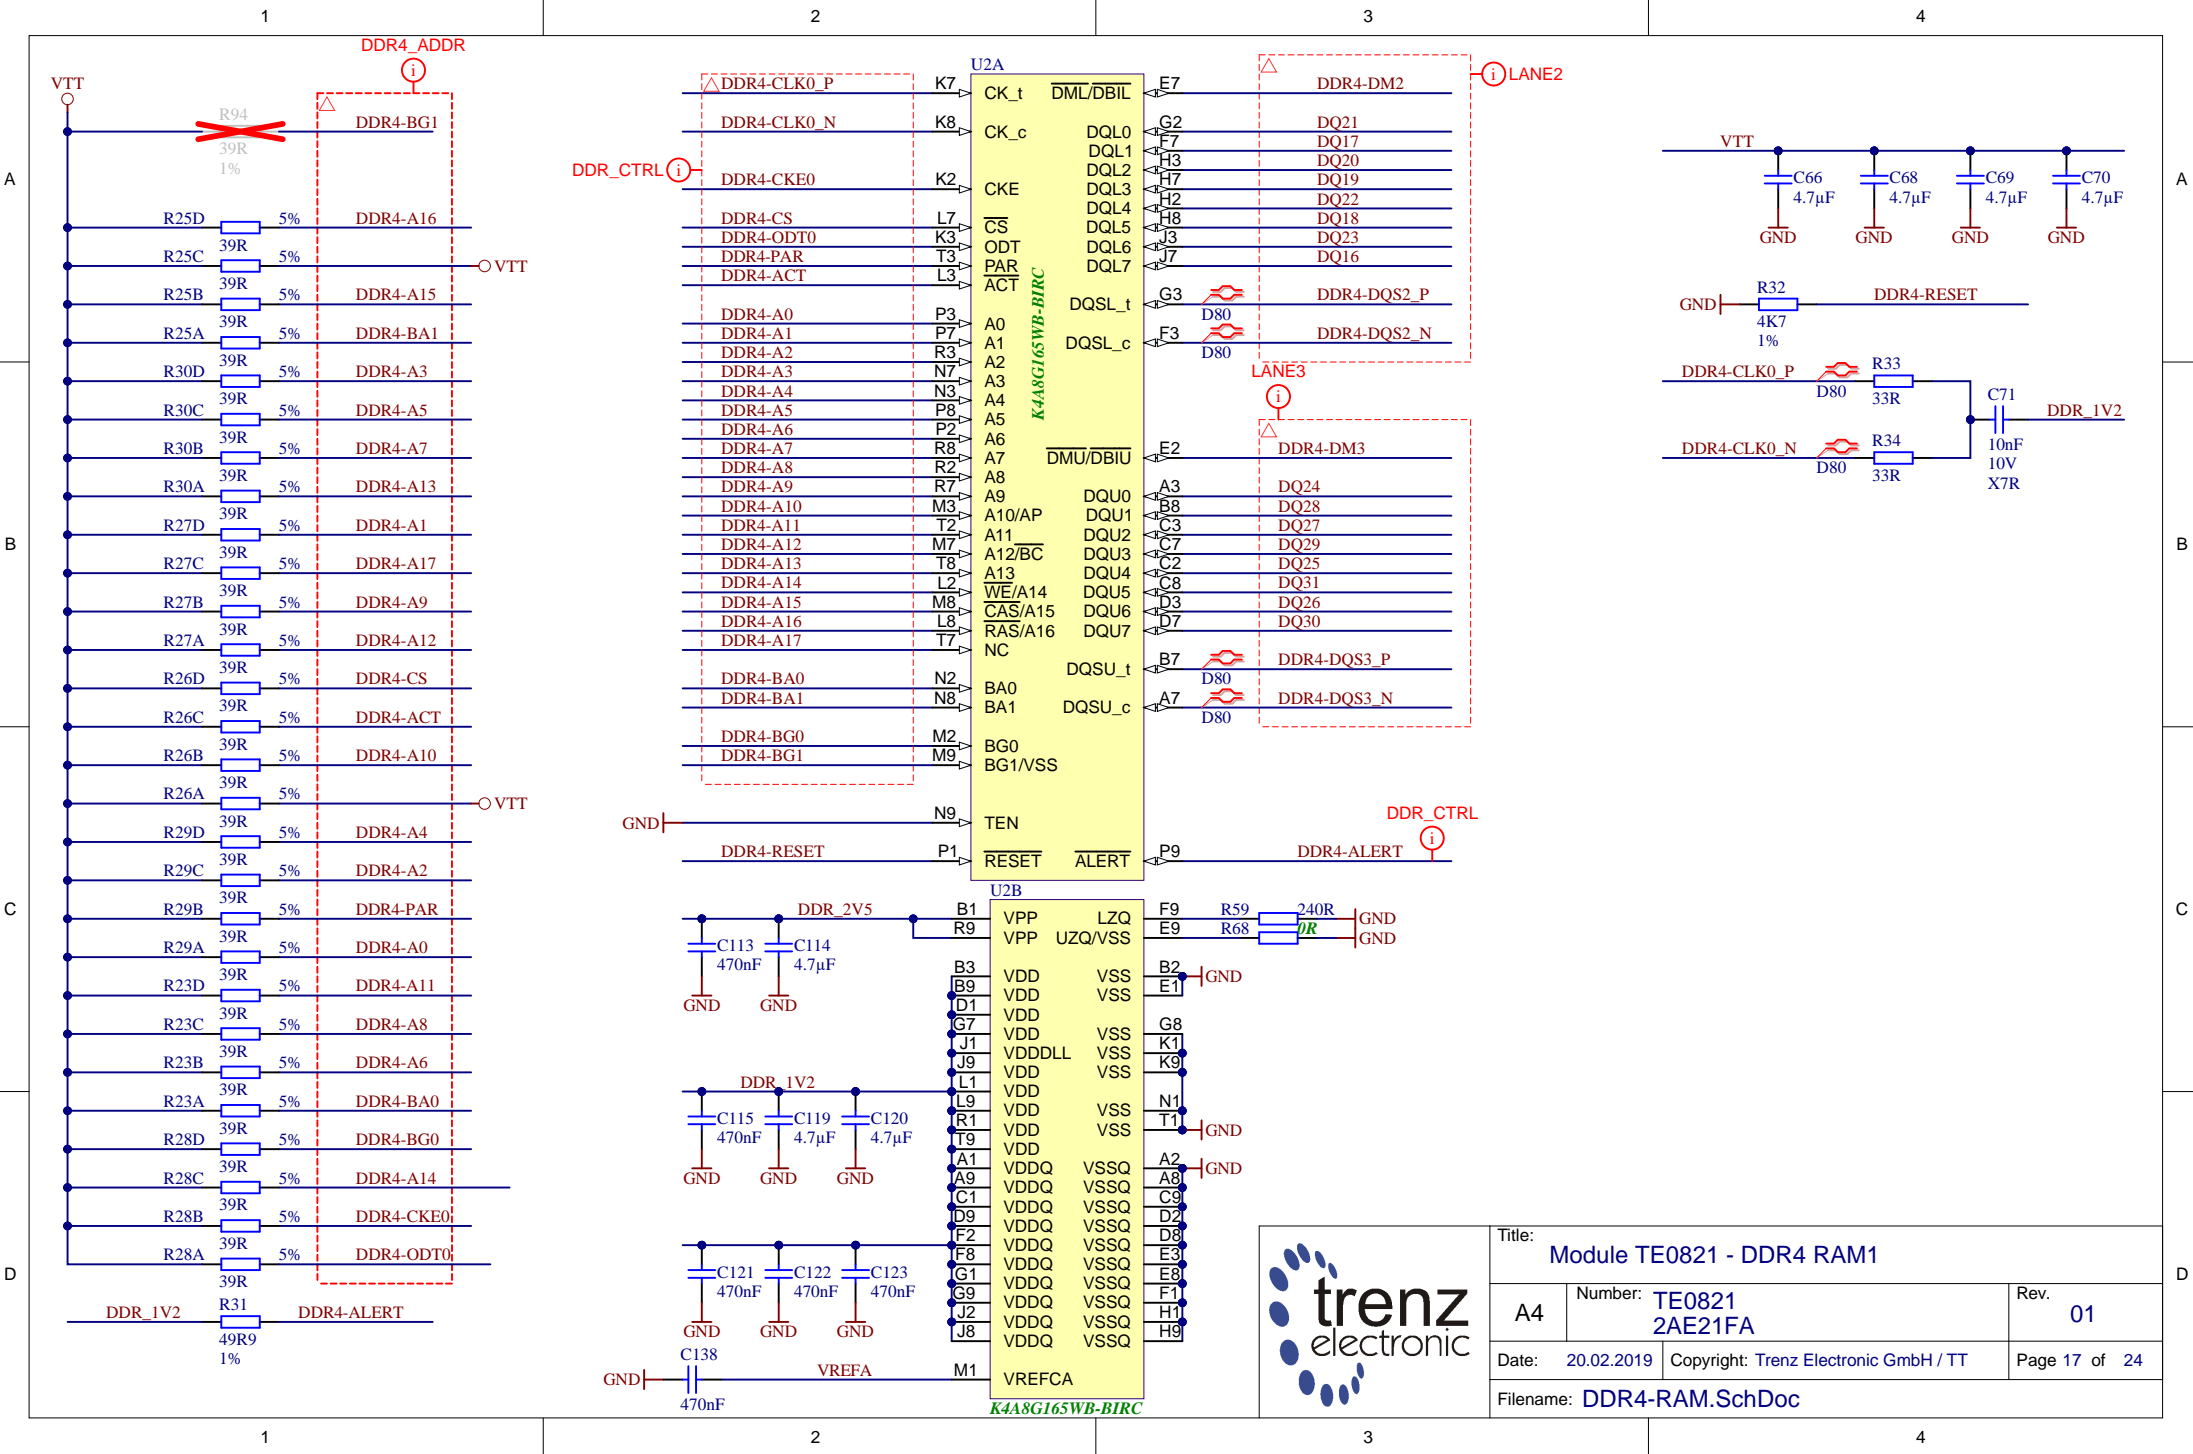 1 2 3 4
A
B
C
D
DDR4_ADDR
i
VTT
R94
39R
1%
DDR4-BG1
R25D 5% DDR4-A16
39R
R25C 5% VTT
39R
R25B 5% DDR4-A15
39R
R25A 5% DDR4-BA1
39R
R30D 5% DDR4-A3
39R
R30C 5% DDR4-A5
39R
R30B 5% DDR4-A7
39R
R30A 5% DDR4-A13
39R
R27D 5% DDR4-A1
39R
R27C 5% DDR4-A17
39R
R27B 5% DDR4-A9
39R
R27A 5% DDR4-A12
39R
R26D 5% DDR4-CS
39R
R26C 5% DDR4-ACT
39R
R26B 5% DDR4-A10
39R
R26A 5% VTT
39R
R29D 5% DDR4-A4
39R
R29C 5% DDR4-A2
39R
R29B 5% DDR4-PAR
39R
R29A 5% DDR4-A0
39R
R23D 5% DDR4-A11
39R
R23C 5% DDR4-A8
39R
R23B 5% DDR4-A6
39R
R23A 5% DDR4-BA0
39R
R28D 5% DDR4-BG0
39R
R28C 5% DDR4-A14
39R
R28B 5% DDR4-CKE0
39R
R28A 5% DDR4-ODT0
39R
DDR_1V2 R31 DDR4-ALERT
49R9
1%
DDR_CTRL i
U2A
K4A8G165WB-BIRC
DDR4-CLK0_P K7 CK_t
DDR4-CLK0_N K8 CK_c
DDR4-CKE0 K2 CKE
DDR4-CS L7 CS
DDR4-ODT0 K3 ODT
DDR4-PAR T3 PAR
DDR4-ACT L3 ACT
DDR4-A0 P3 A0
DDR4-A1 P7 A1
DDR4-A2 R3 A2
DDR4-A3 N7 A3
DDR4-A4 N3 A4
DDR4-A5 P8 A5
DDR4-A6 P2 A6
DDR4-A7 R8 A7
DDR4-A8 R2 A8
DDR4-A9 R7 A9
DDR4-A10 M3 A10/AP
DDR4-A11 T2 A11
DDR4-A12 M7 A12/BC
DDR4-A13 T8 A13
DDR4-A14 L2 WE/A14
DDR4-A15 M8 CAS/A15
DDR4-A16 L8 RAS/A16
DDR4-A17 T7 NC
DDR4-BA0 N2 BA0
DDR4-BA1 N8 BA1
DDR4-BG0 M2 BG0
DDR4-BG1 M9 BG1/VSS
GND N9 TEN
DDR4-RESET P1 RESET
i LANE2
DML/DBIL E7 DDR4-DM2
DQL0 G2 DQ21
DQL1 F7 DQ17
DQL2 H3 DQ20
DQL3 H7 DQ19
DQL4 H2 DQ22
DQL5 H8 DQ18
DQL6 J3 DQ23
DQL7 J7 DQ16
DQSL_t G3 D80 DDR4-DQS2_P
DQSL_c F3 D80 DDR4-DQS2_N
LANE3
i
DMU/DBIU E2 DDR4-DM3
DQU0 A3 DQ24
DQU1 B8 DQ28
DQU2 C3 DQ27
DQU3 C7 DQ29
DQU4 C2 DQ25
DQU5 C8 DQ31
DQU6 D3 DQ26
DQU7 D7 DQ30
DQSU_t B7 D80 DDR4-DQS3_P
DQSU_c A7 D80 DDR4-DQS3_N
DDR_CTRL
i
ALERT P9 DDR4-ALERT
U2B
DDR_2V5 B1 VPP
R9 VPP
C113 470nF GND
C114 4.7µF GND
B3 VDD
B9 VDD
D1 VDD
G7 VDD
J1 VDDDLL
J9 VDD
DDR_1V2 L1 VDD
L9 VDD
R1 VDD
T9 VDD
A1 VDDQ
A9 VDDQ
C1 VDDQ
D9 VDDQ
F2 VDDQ
F8 VDDQ
G1 VDDQ
G9 VDDQ
J2 VDDQ
J8 VDDQ
C115 470nF GND
C119 4.7µF GND
C120 4.7µF GND
C121 470nF GND
C122 470nF GND
C123 470nF GND
GND C138 470nF VREFA M1 VREFCA
K4A8G165WB-BIRC
LZQ F9 R59 240R GND
UZQ/VSS E9 R68 0R GND
VSS B2 GND
VSS E1
VSS G8
VSS K1
VSS K9
VSS N1
VSS T1 GND
VSSQ A2 GND
VSSQ A8
VSSQ C9
VSSQ D2
VSSQ D8
VSSQ E3
VSSQ E8
VSSQ F1
VSSQ H1
VSSQ H9
VTT
C66 4.7µF GND
C68 4.7µF GND
C69 4.7µF GND
C70 4.7µF GND
GND R32 DDR4-RESET
4K7
1%
DDR4-CLK0_P D80 R33 33R
DDR4-CLK0_N D80 R34 33R
C71 DDR_1V2
10nF
10V
X7R
trenz
electronic
Title:
Module TE0821 - DDR4 RAM1
A4
Number: TE0821
2AE21FA
Rev.
01
Date: 20.02.2019 Copyright: Trenz Electronic GmbH / TT Page 17 of 24
Filename: DDR4-RAM.SchDoc
A
B
C
D
1 2 3 4